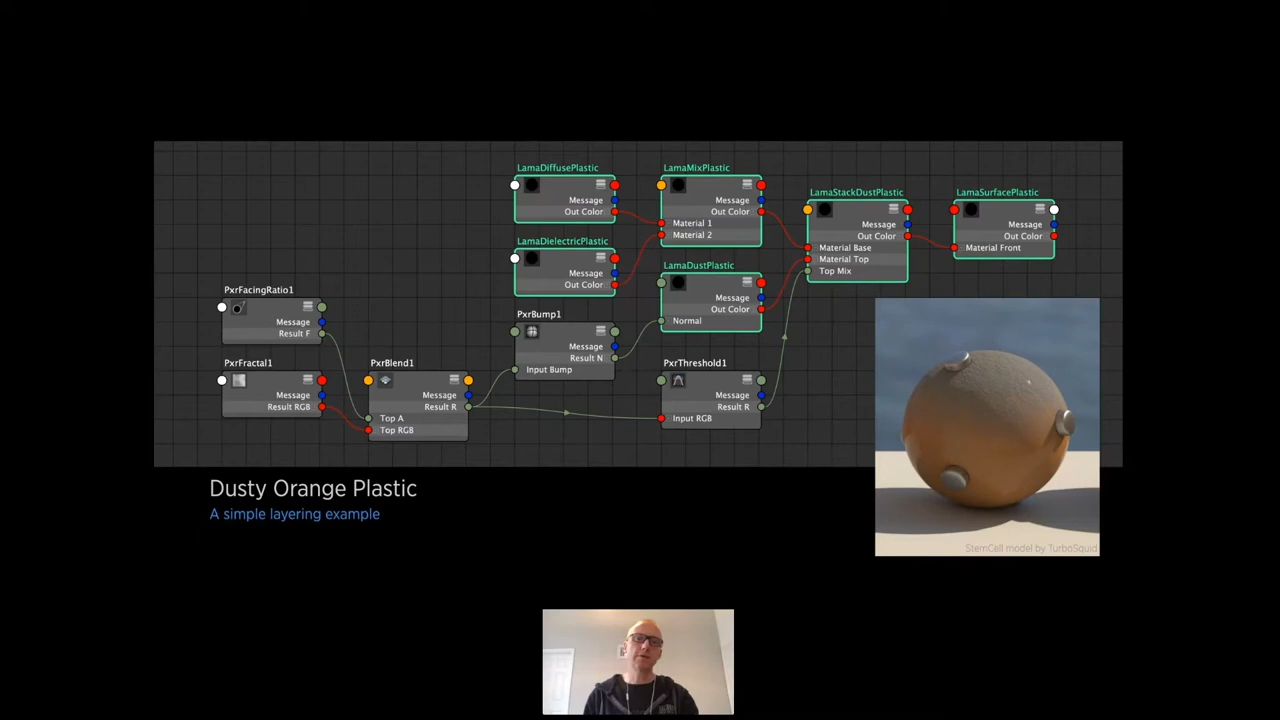 LamaDiffusePlastic
Message
Out Color
LamaMixPlastic
Message
Out Color
Material 1
Material 2
LamaStackDustPlastic
Message
Out Color
Material Base
Material Top
Top Mix
LamaSurfacePlastic
Message
Out Color
Material Front
LamaDielectricPlastic
Message
Out Color
LamaDustPlastic
Message
Out Color
Normal
PxrFacingRatio1
Message
Result F
PxrBump1
Message
Result N
Input Bump
PxrFractal1
Message
Result RGB
PxrBlend1
Message
Result R
Top A
Top RGB
PxrThreshold1
Message
Result R
Input RGB
Dusty Orange Plastic
A simple layering example
StemCell model by TurboSquid